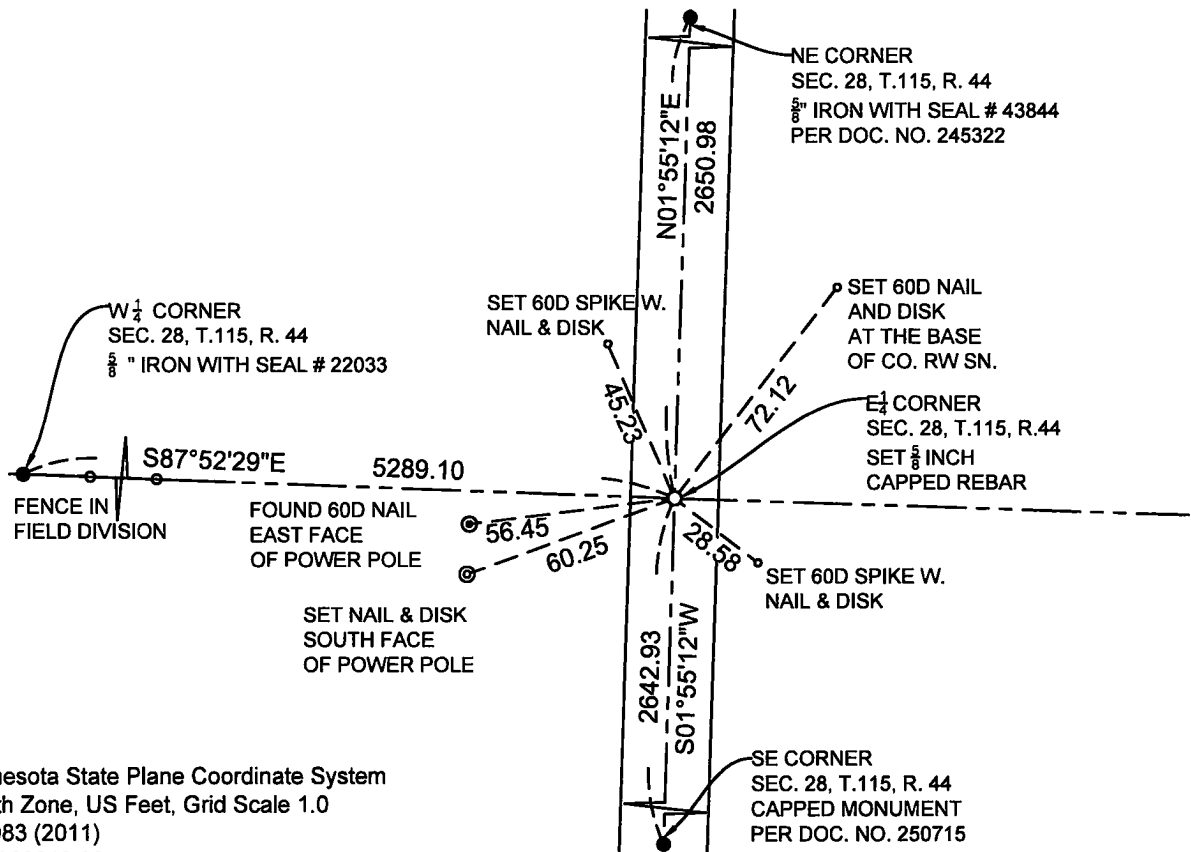 NE CORNER
SEC. 28, T.115, R. 44
5/8" IRON WITH SEAL # 43844
PER DOC. NO. 245322
N01°55'12"E
2650.98
W 1/4 CORNER
SEC. 28, T.115, R. 44
5/8 " IRON WITH SEAL # 22033
SET 60D SPIKE W.
NAIL & DISK
45.23
SET 60D NAIL
AND DISK
AT THE BASE
OF CO. RW SN.
72.12
E 1/4 CORNER
SEC. 28, T.115, R.44
SET 5/8 INCH
CAPPED REBAR
S87°52'29"E
5289.10
FENCE IN
FIELD DIVISION
FOUND 60D NAIL
EAST FACE
OF POWER POLE
56.45
60.25
28.58
SET 60D SPIKE W.
NAIL & DISK
SET NAIL & DISK
SOUTH FACE
OF POWER POLE
2642.93
S01°55'12"W
SE CORNER
SEC. 28, T.115, R. 44
CAPPED MONUMENT
PER DOC. NO. 250715
nesota State Plane Coordinate System
th Zone, US Feet, Grid Scale 1.0
983 (2011)